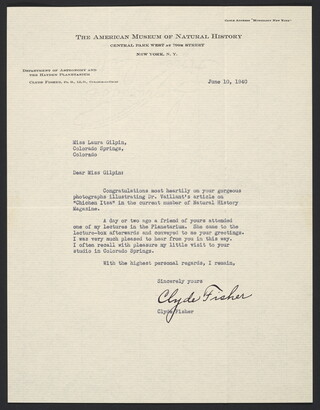 CABLE ADDRESS "MUSEOLOGY NEW YORK"
THE AMERICAN MUSEUM OF NATURAL HISTORY
CENTRAL PARK WEST AT 79TH STREET
NEW YORK, N. Y.
DEPARTMENT OF ASTRONOMY AND
THE HAYDEN PLANETARIUM
CLYDE FISHER, PH. D., LL.D.,
June 10, 1940
Miss Laura Gilpin,
Colorado Springs,
Colorado
Dear Miss Gilpin:
Congratulations most heartily on your gorgeous
photographs illustrating Dr. Vaillant's article on
"Chichen Itza" in the current number of Natural History
Magazine.
A day or two ago a friend of yours attended
one of my lectures in the Planetarium. She came to the
lecture-box afterwards and conveyed to me your greetings.
I was very much pleased to hear from you in this way.
I often recall with pleasure my little visit to your
studio in Colorado Springs.
With the highest personal regards, I remain,
Sincerely yours
Clyde Fisher
Clyde Fisher